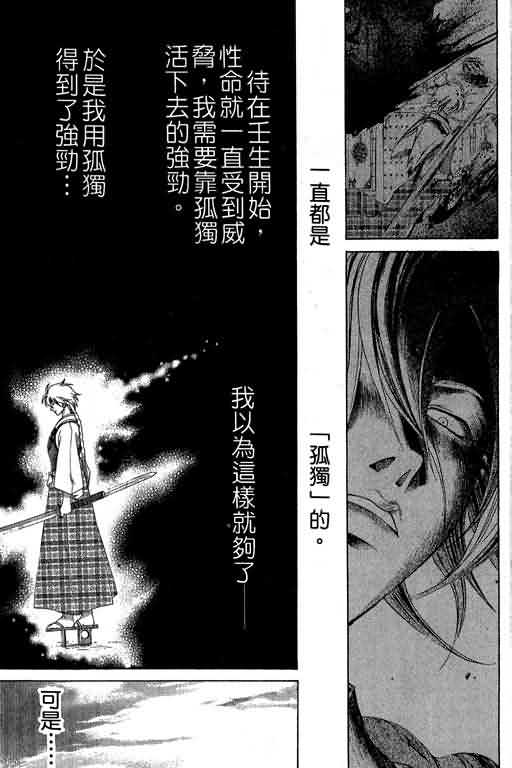 一直都是
「孤獨」的。
待在壬生開始，
性命就一直受到威
脅，我需要靠孤獨
活下去的強勁。
於是我用孤獨
得到了強勁…
我以為這樣就夠了——
可是……